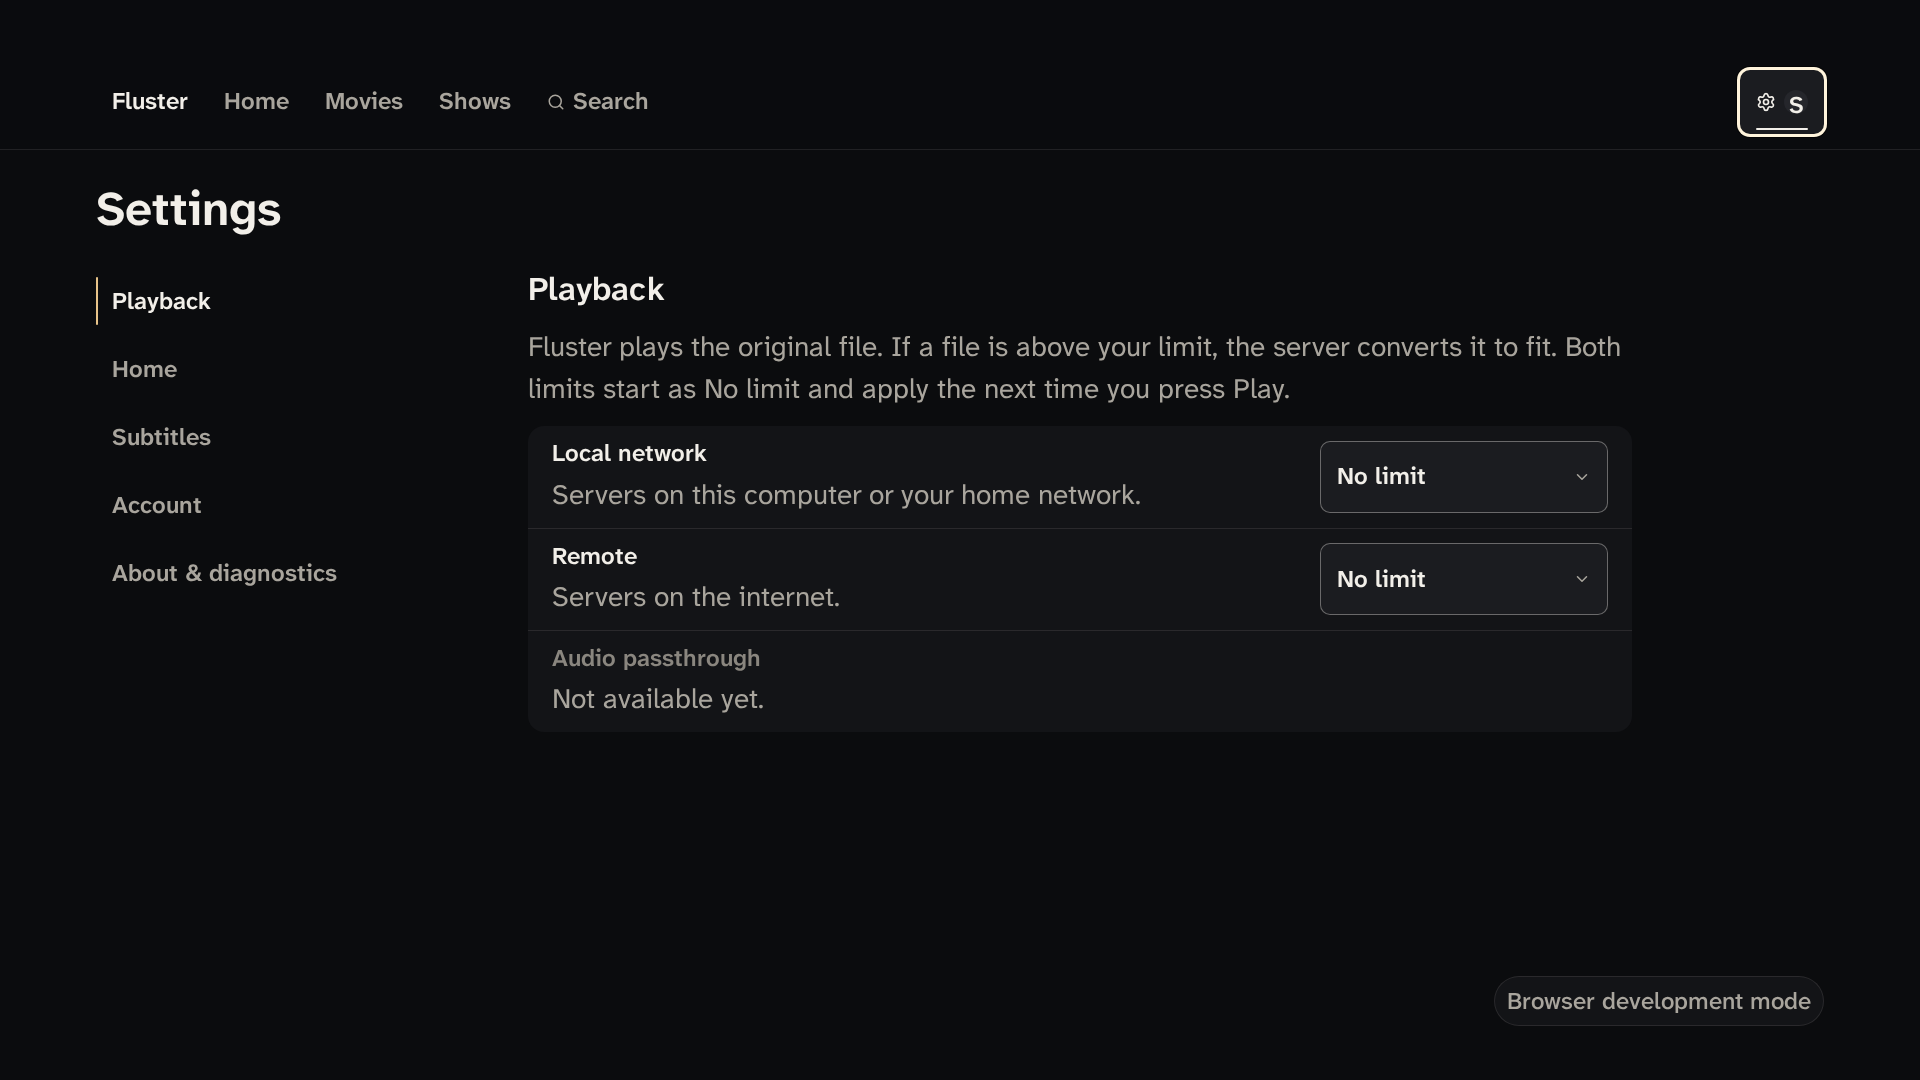 Fluster
Home
Movies
Shows
Search
S
Settings
Playback
Home
Subtitles
Account
About & diagnostics
Playback
Fluster plays the original file. If a file is above your limit, the server converts it to fit. Both
limits start as No limit and apply the next time you press Play.
Local network
Servers on this computer or your home network.
No limit
Remote
Servers on the internet.
No limit
Audio passthrough
Not available yet.
Browser development mode